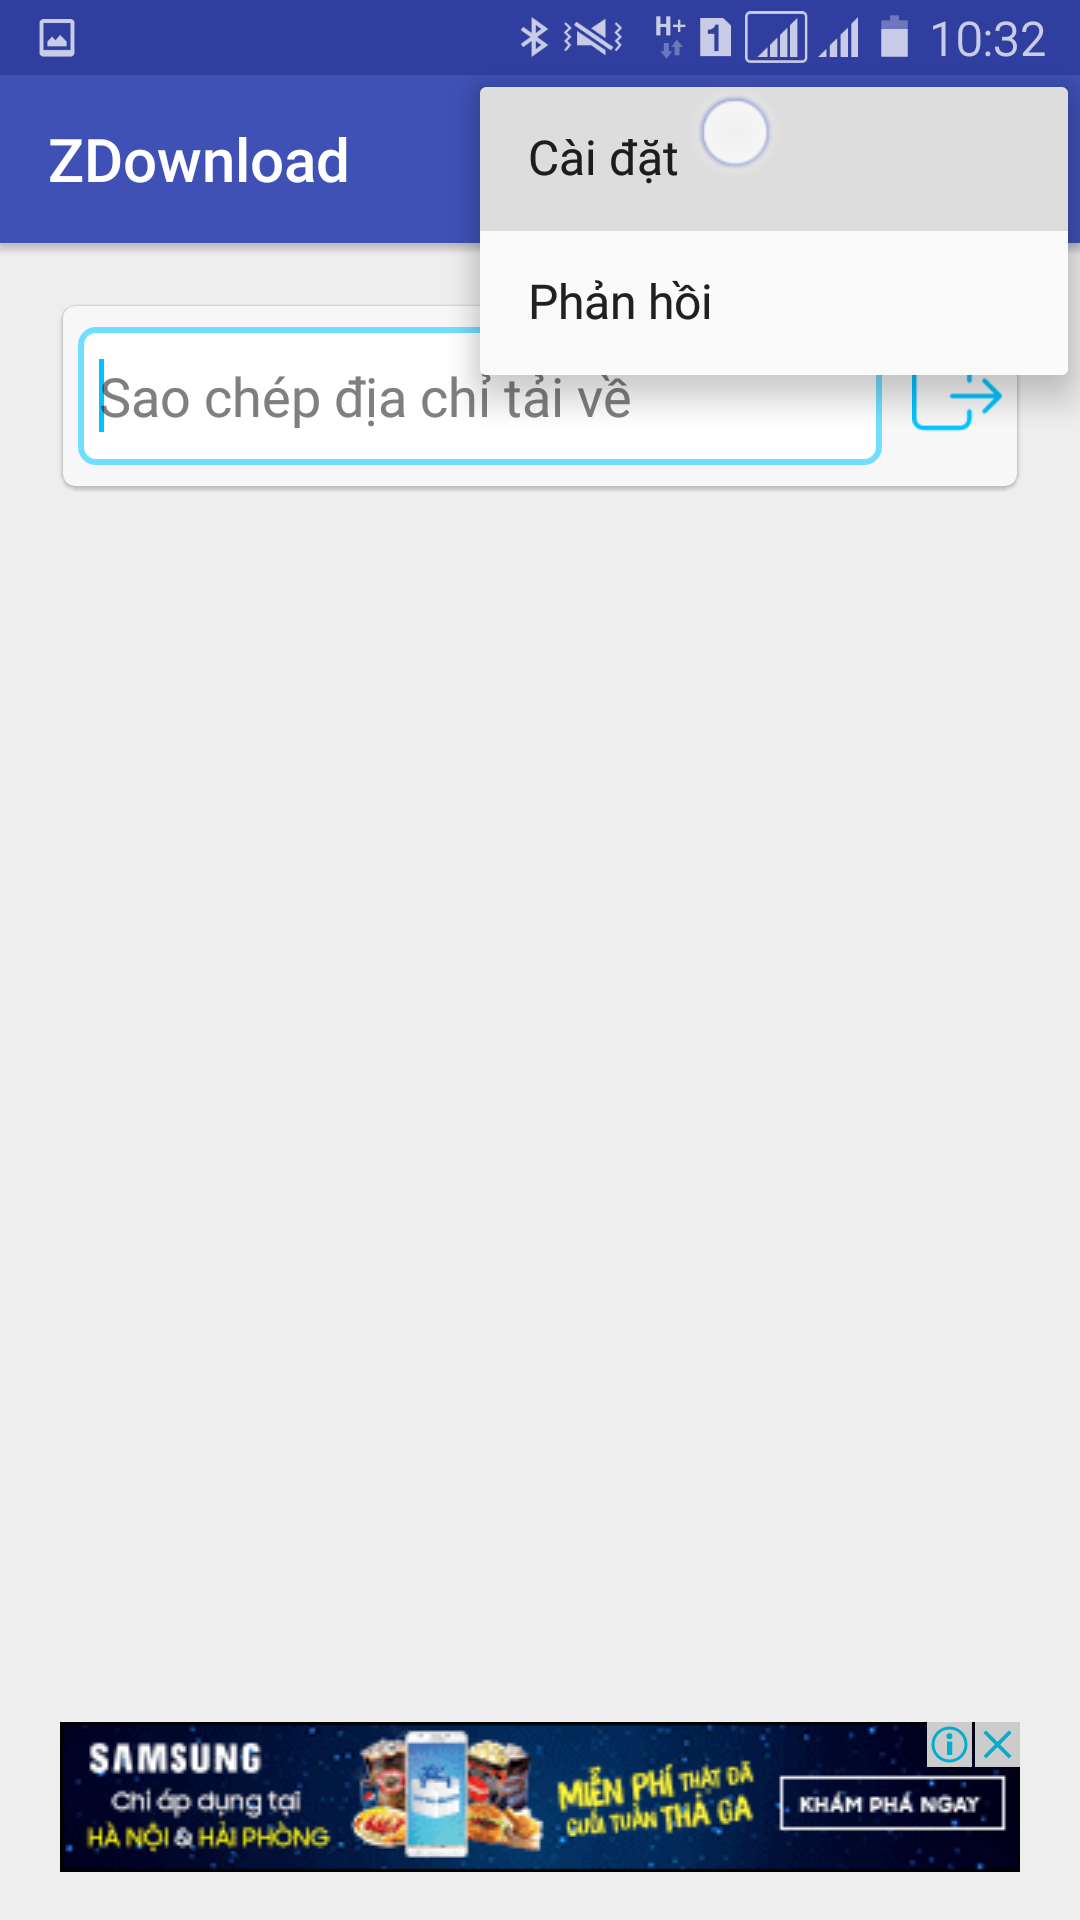 H+ 1 10:32
ZDownload
Cài đặt
Phản hồi
Sao chép địa chỉ tải về
SAMSUNG
Chỉ áp dụng tại
HÀ NỘI & HẢI PHÒNG
MIỄN PHÍ THẬT ĐÃ
CUỐI TUẦN THẢ GA
KHÁM PHÁ NGAY